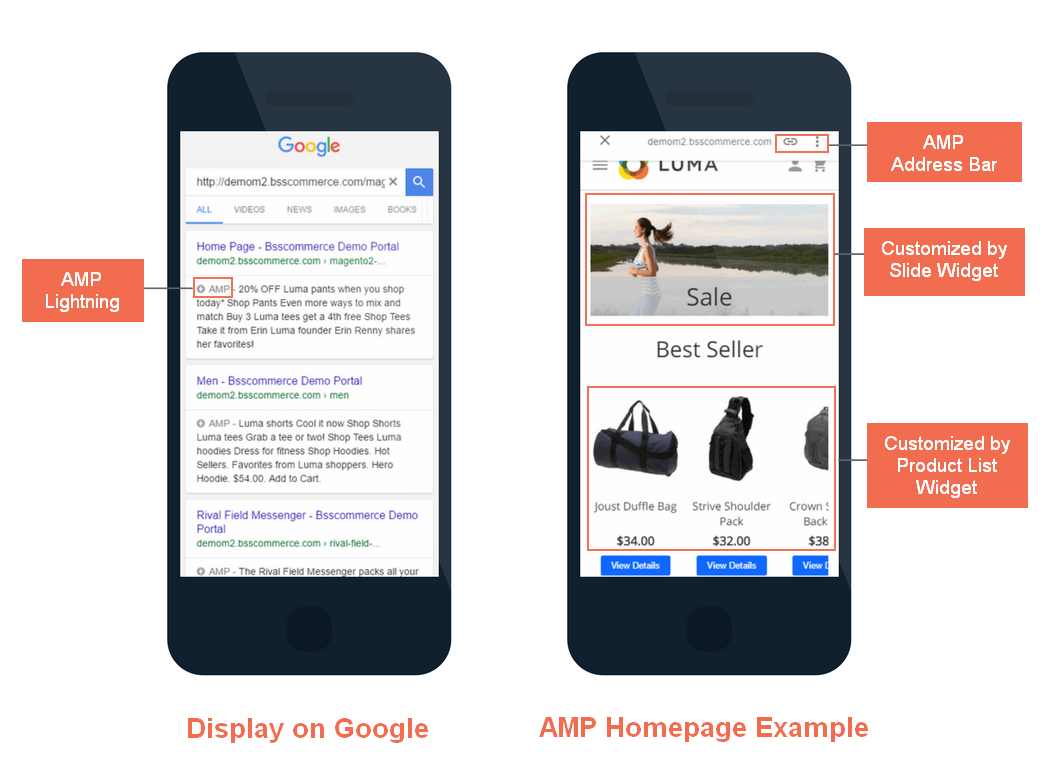 Google
http://demom2.bsscommerce.com/mag
ALL VIDEOS NEWS IMAGES BOOKS
Home Page - Bsscommerce Demo Portal
demom2.bsscommerce.com › magento2-...
AMP - 20% OFF Luma pants when you shop
today* Shop Pants Even more ways to mix and
match Buy 3 Luma tees get a 4th free Shop Tees
Take it from Erin Luma founder Erin Renny shares
her favorites!
Men - Bsscommerce Demo Portal
demom2.bsscommerce.com › men
AMP - Luma shorts Cool it now Shop Shorts
Luma tees Grab a tee or two! Shop Tees Luma
hoodies Dress for fitness Shop Hoodies. Hot
Sellers. Favorites from Luma shoppers. Hero
Hoodie. $54.00. Add to Cart.
Rival Field Messenger - Bsscommerce Demo
Portal
demom2.bsscommerce.com › rival-field-...
AMP - The Rival Field Messenger packs all your
AMP
Lightning
Display on Google
demom2.bsscommerce.com
LUMA
Sale
Best Seller
Joust Duffle Bag Strive Shoulder Crown S
Pack Back
$34.00 $32.00 $38
View Details View Details View D
AMP
Address Bar
Customized by
Slide Widget
Customized by
Product List
Widget
AMP Homepage Example